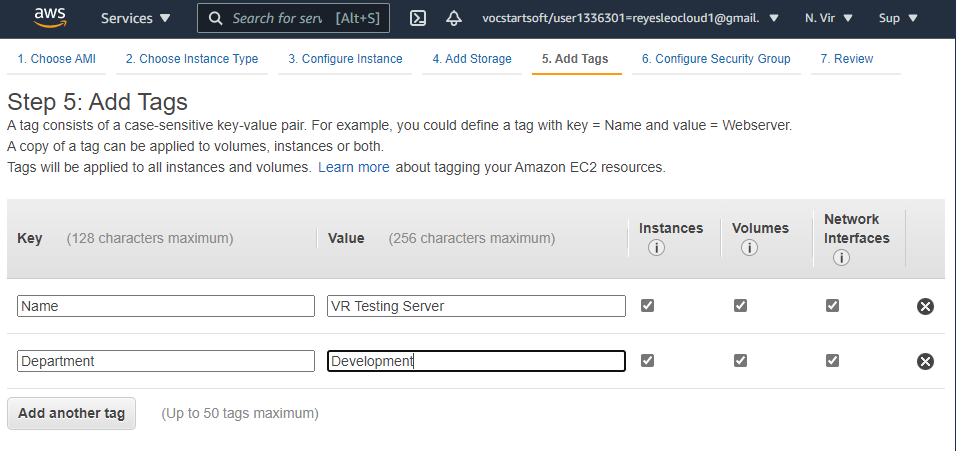 aws Services Search for serv [Alt+S] vocstartsoft/user1336301=reyesleocloud1@gmail. N. Vir Sup
1. Choose AMI 2. Choose Instance Type 3. Configure Instance 4. Add Storage 5. Add Tags 6. Configure Security Group 7. Review
Step 5: Add Tags
A tag consists of a case-sensitive key-value pair. For example, you could define a tag with key = Name and value = Webserver.
A copy of a tag can be applied to volumes, instances or both.
Tags will be applied to all instances and volumes. Learn more about tagging your Amazon EC2 resources.
Key (128 characters maximum) Value (256 characters maximum) Instances Volumes Network Interfaces
Name VR Testing Server
Department Development
Add another tag (Up to 50 tags maximum)